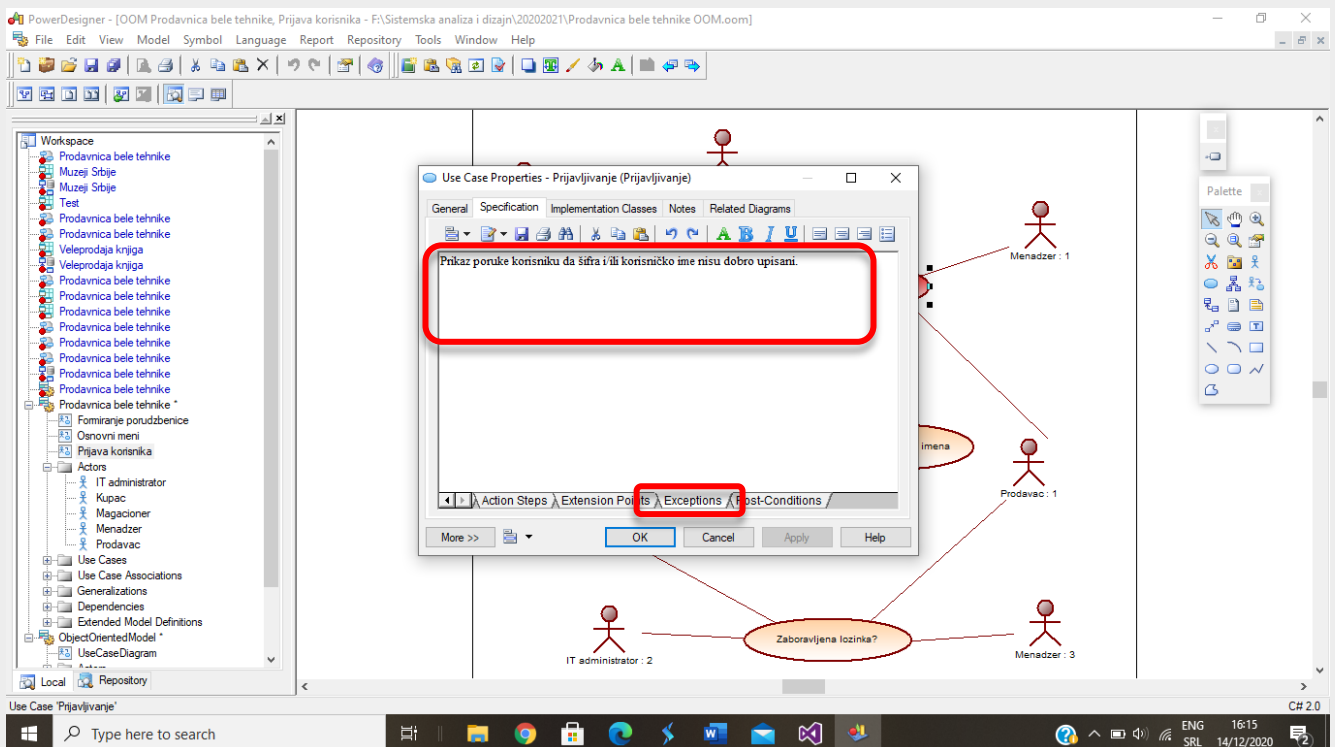 PowerDesigner - [OOM Prodavnica bele tehnike, Prijava korisnika - F:\Sistemska analiza i dizajn\20202021\Prodavnica bele tehnike OOM.oom]
File Edit View Model Symbol Language Report Repository Tools Window Help
Workspace
Prodavnica bele tehnike
Muzeji Srbije
Muzeji Srbije
Test
Prodavnica bele tehnike
Prodavnica bele tehnike
Veleprodaja knjiga
Veleprodaja knjiga
Prodavnica bele tehnike
Prodavnica bele tehnike
Prodavnica bele tehnike
Prodavnica bele tehnike
Prodavnica bele tehnike
Prodavnica bele tehnike
Prodavnica bele tehnike
Prodavnica bele tehnike
Prodavnica bele tehnike *
Formiranje porudzbenice
Osnovni meni
Prijava korisnika
Actors
IT administrator
Kupac
Magacioner
Menadzer
Prodavac
Use Cases
Use Case Associations
Generalizations
Dependencies
Extended Model Definitions
ObjectOrientedModel *
UseCaseDiagram
Local Repository
Use Case Properties - Prijavljivanje (Prijavljivanje)
General Specification Implementation Classes Notes Related Diagrams
Prikaz poruke korisniku da šifra i/ili korisničko ime nisu dobro upisani.
Action Steps Extension Points Exceptions Post-Conditions
More >> OK Cancel Apply Help
Menadzer : 1
imena
Prodavac : 1
Zaboravljena lozinka?
IT administrator : 2
Menadzer : 3
Palette
Use Case 'Prijavljivanje'
C# 2.0
Type here to search
ENG
SRL
16:15
14/12/2020